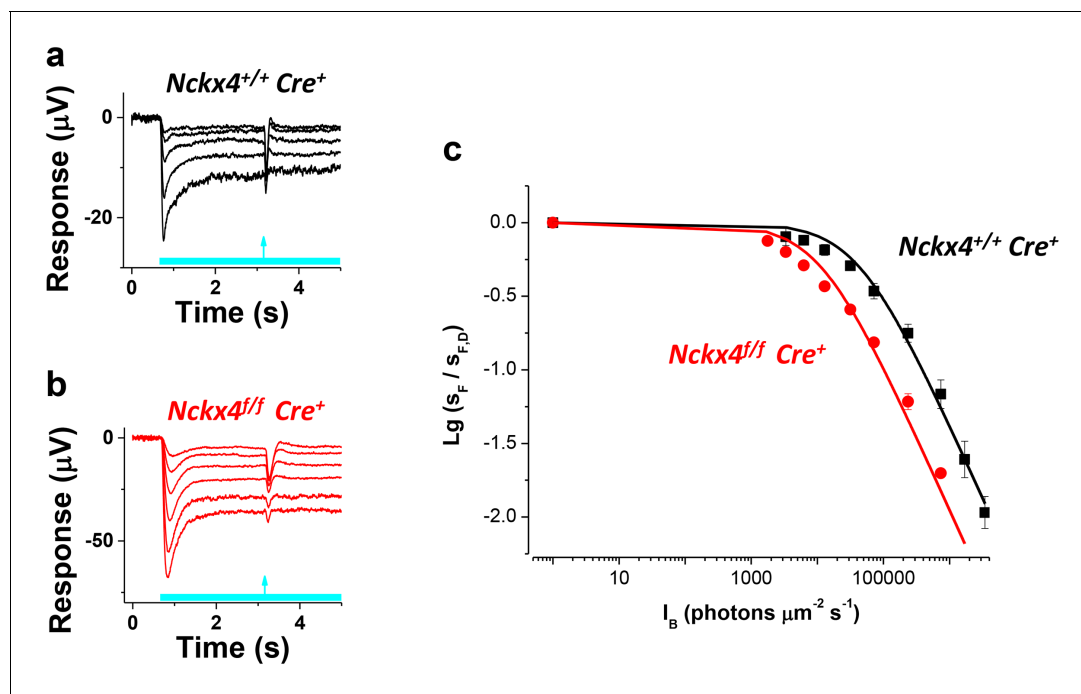 a
Nckx4+/+ Cre+
0
-20
Response (μV)
0 2 4
Time (s)
b
Nckx4f/f Cre+
0
-50
Response (μV)
0 2 4
Time (s)
c
0.0
-0.5
-1.0
-1.5
-2.0
Lg (sF / sF,D)
Nckx4+/+ Cre+
Nckx4f/f Cre+
10 1000 100000
IB (photons μm-2 s-1)